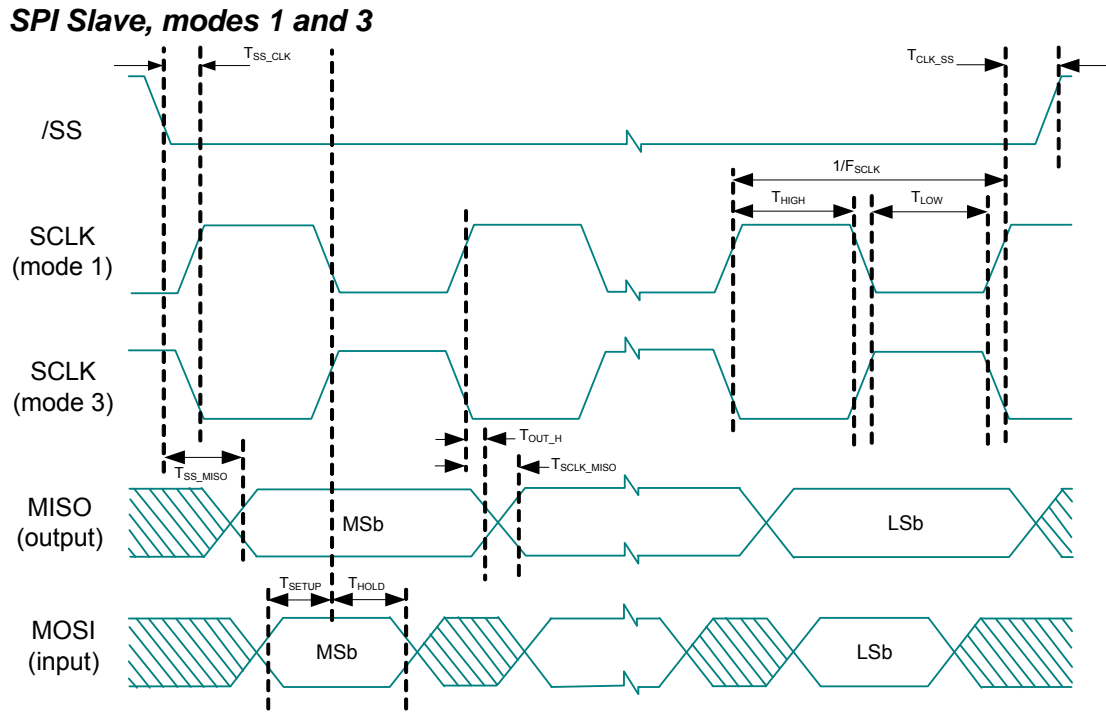 SPI Slave, modes 1 and 3
TSS_CLK
TCLK_SS
/SS
1/FSCLK
THIGH
TLOW
SCLK
(mode 1)
SCLK
(mode 3)
TOUT_H
TSS_MISO
TSCLK_MISO
MISO
(output)
MSb
LSb
TSETUP
THOLD
MOSI
(input)
MSb
LSb